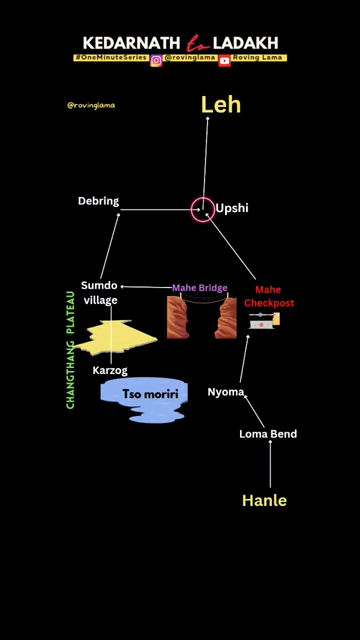 KEDARNATH to LADAKH
#OneMinuteSeries @rovinglama Roving Lama
@rovinglama
Leh
Debring
Upshi
Sumdo
village
Mahe Bridge
Mahe
Checkpost
CHANGTHANG PLATEAU
Karzog
Tso moriri
Nyoma
Loma Bend
Hanle